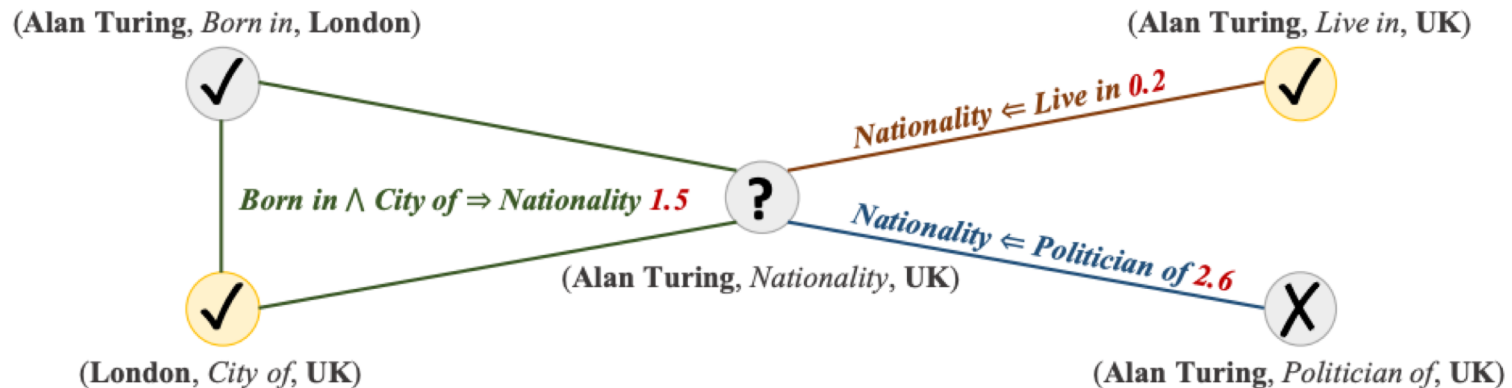 (Alan Turing, Born in, London)
(Alan Turing, Live in, UK)
Nationality ⇐ Live in 0.2
Born in ∧ City of ⇒ Nationality 1.5
?
Nationality ⇐ Politician of 2.6
(Alan Turing, Nationality, UK)
(London, City of, UK)
(Alan Turing, Politician of, UK)